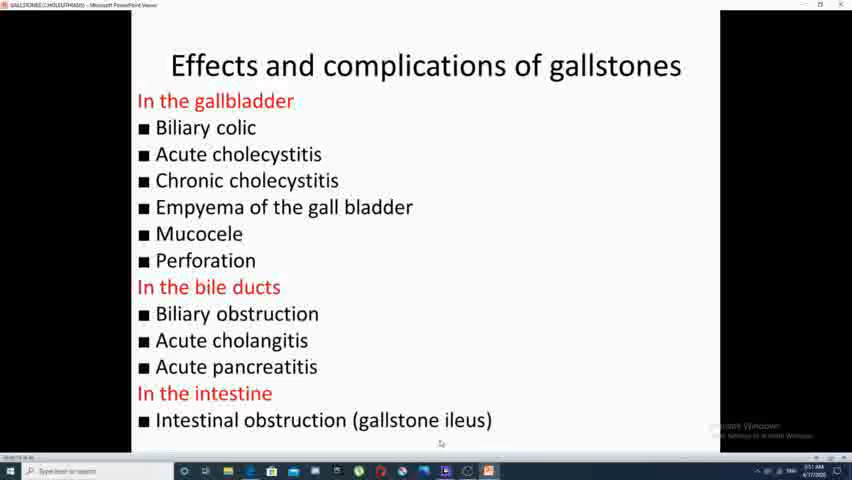 GALLSTONES (CHOLELITHIASIS) - Microsoft PowerPoint Viewer
Effects and complications of gallstones
In the gallbladder
■ Biliary colic
■ Acute cholecystitis
■ Chronic cholecystitis
■ Empyema of the gall bladder
■ Mucocele
■ Perforation
In the bile ducts
■ Biliary obstruction
■ Acute cholangitis
■ Acute pancreatitis
In the intestine
■ Intestinal obstruction (gallstone ileus)
Activate Windows
Go to Settings to activate Windows.
Type here to search
ENG